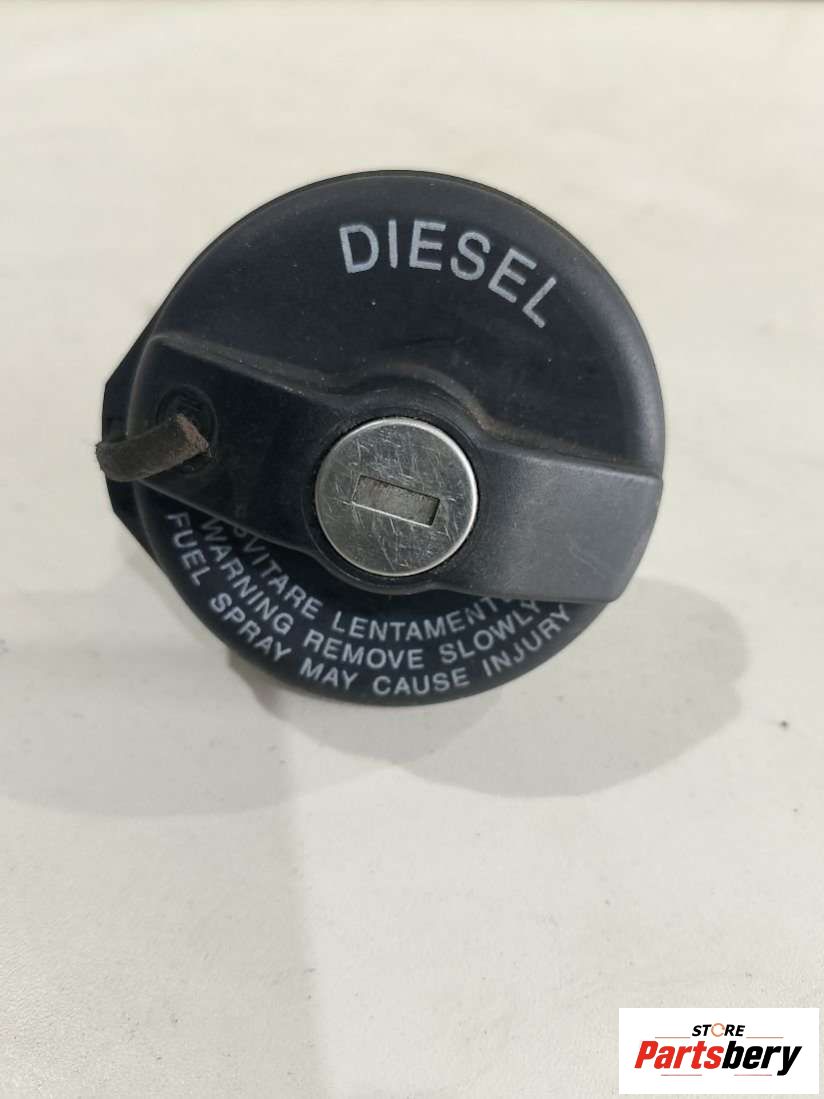 DIESEL
SVITARE LENTAMENTE
WARNING REMOVE SLOWLY
FUEL SPRAY MAY CAUSE INJURY
STORE
Partsbery